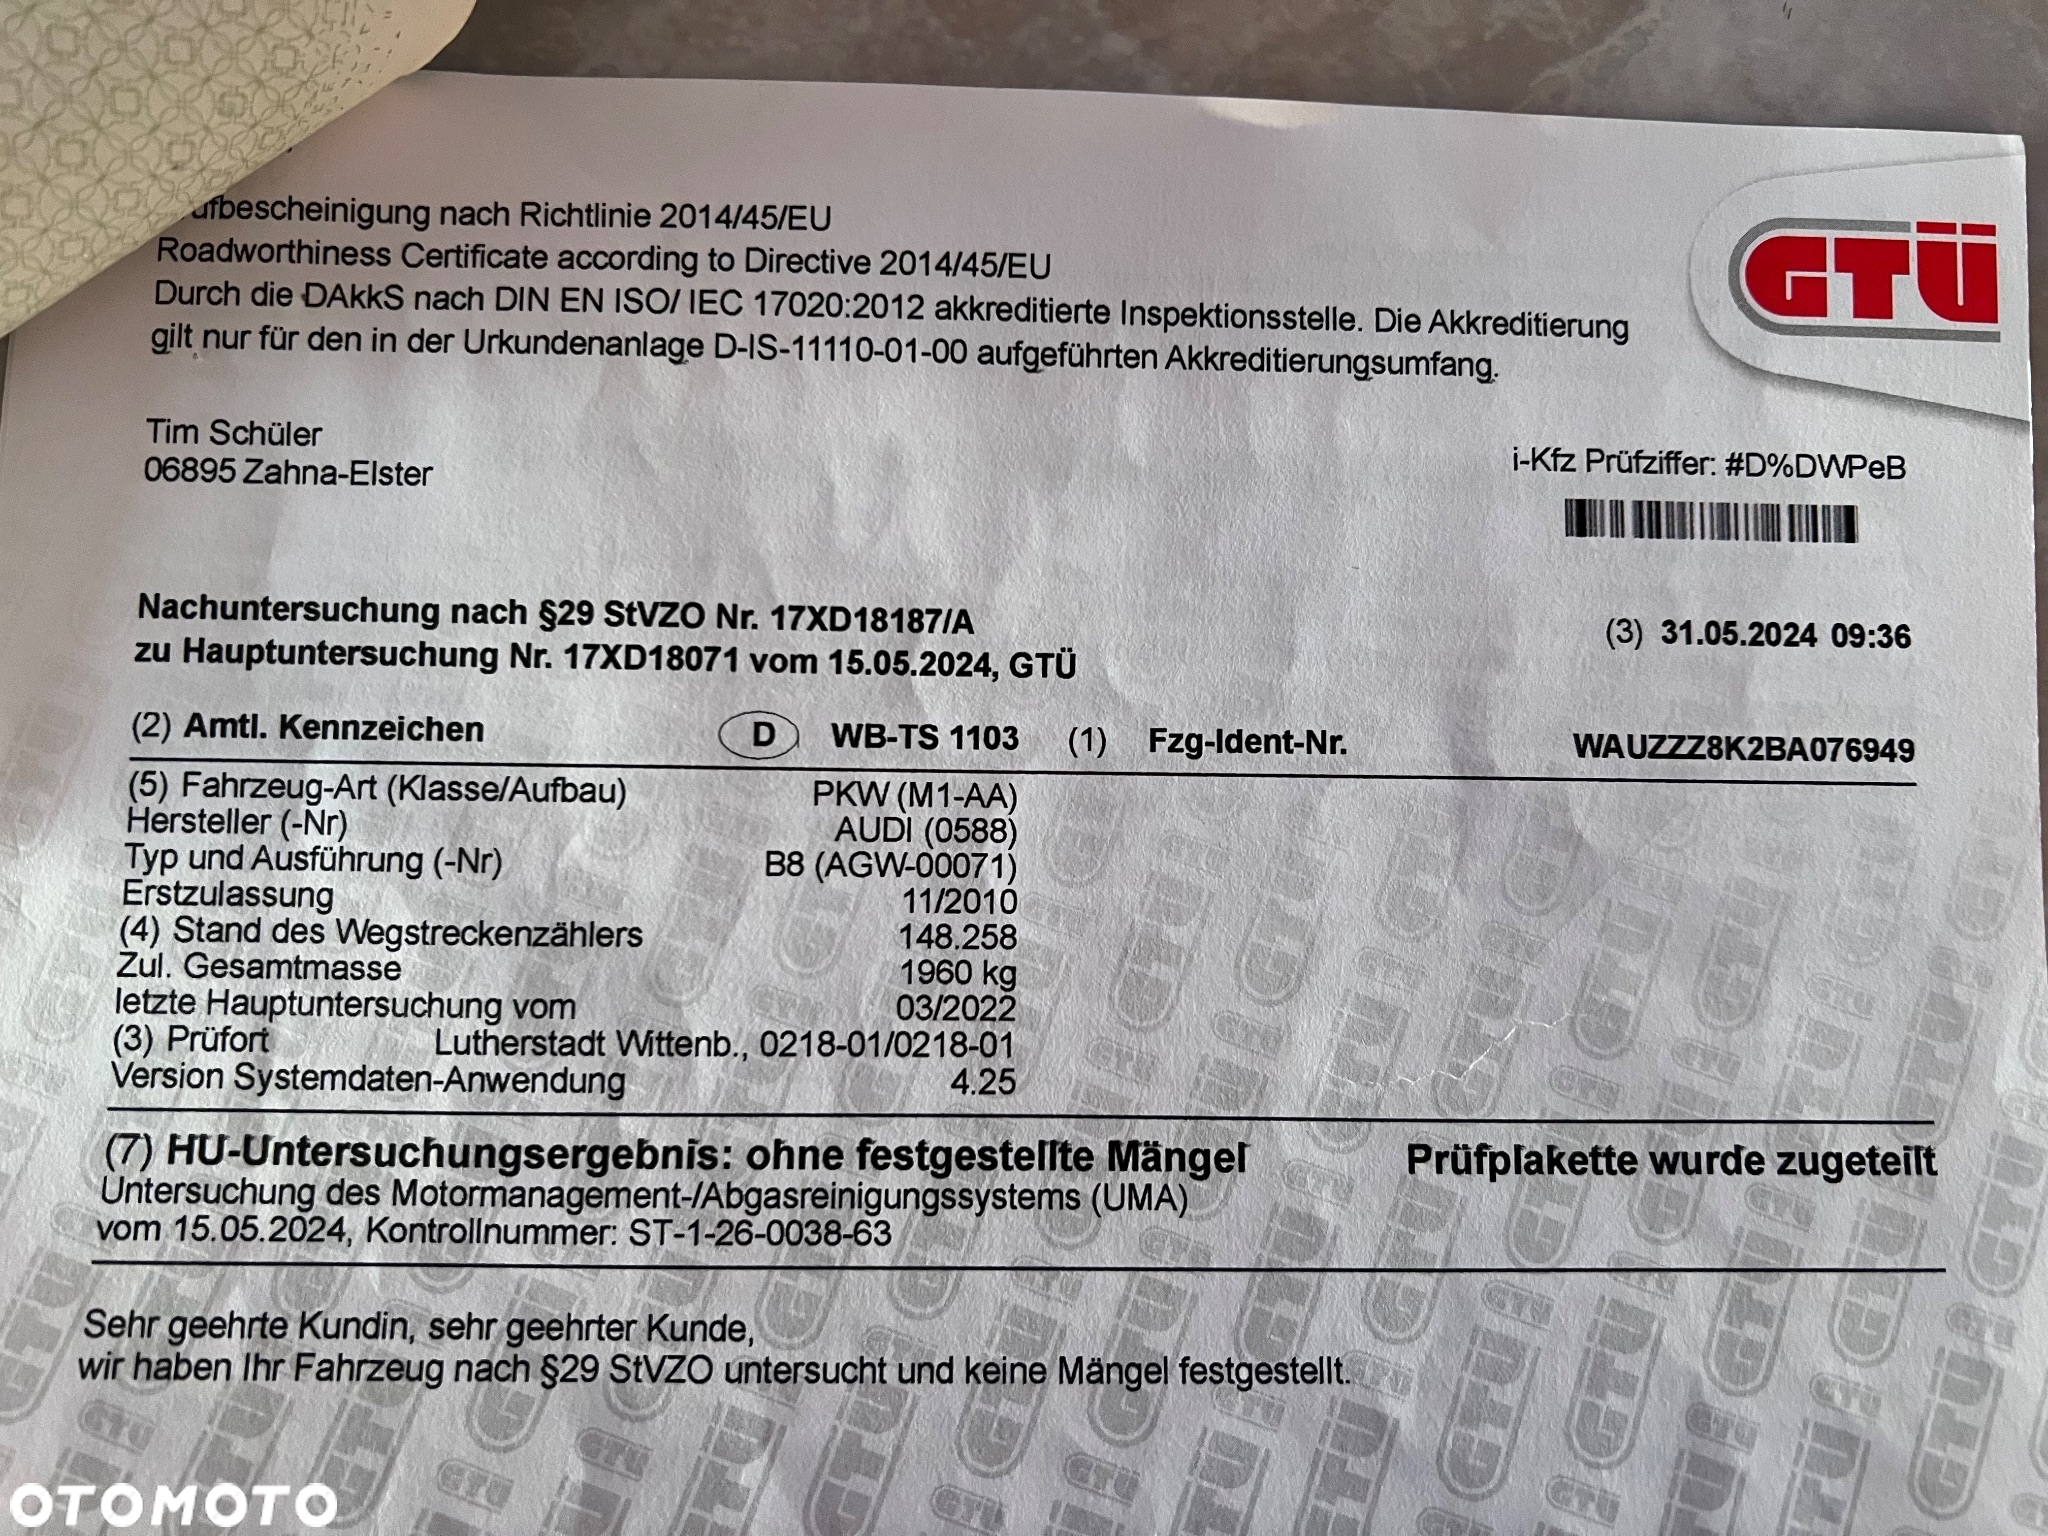 ufbescheinigung nach Richtlinie 2014/45/EU
Roadworthiness Certificate according to Directive 2014/45/EU
Durch die DAkkS nach DIN EN ISO/ IEC 17020:2012 akkreditierte Inspektionsstelle. Die Akkreditierung
gilt nur für den in der Urkundenanlage D-IS-11110-01-00 aufgeführten Akkreditierungsumfang.
GTÜ
Tim Schüler
06895 Zahna-Elster
i-Kfz Prüfziffer: #D%DWPeB
Nachuntersuchung nach §29 StVZO Nr. 17XD18187/A
(3) 31.05.2024 09:36
zu Hauptuntersuchung Nr. 17XD18071 vom 15.05.2024, GTÜ
(2) Amtl. Kennzeichen D WB-TS 1103 (1) Fzg-Ident-Nr. WAUZZZ8K2BA076949
(5) Fahrzeug-Art (Klasse/Aufbau) PKW (M1-AA)
Hersteller (-Nr) AUDI (0588)
Typ und Ausführung (-Nr) B8 (AGW-00071)
Erstzulassung 11/2010
(4) Stand des Wegstreckenzählers 148.258
Zul. Gesamtmasse 1960 kg
letzte Hauptuntersuchung vom 03/2022
(3) Prüfort Lutherstadt Wittenb., 0218-01/0218-01
Version Systemdaten-Anwendung 4.25
(7) HU-Untersuchungsergebnis: ohne festgestellte Mängel Prüfplakette wurde zugeteilt
Untersuchung des Motormanagement-/Abgasreinigungssystems (UMA)
vom 15.05.2024, Kontrollnummer: ST-1-26-0038-63
Sehr geehrte Kundin, sehr geehrter Kunde,
wir haben Ihr Fahrzeug nach §29 StVZO untersucht und keine Mängel festgestellt.
OTOMOTO